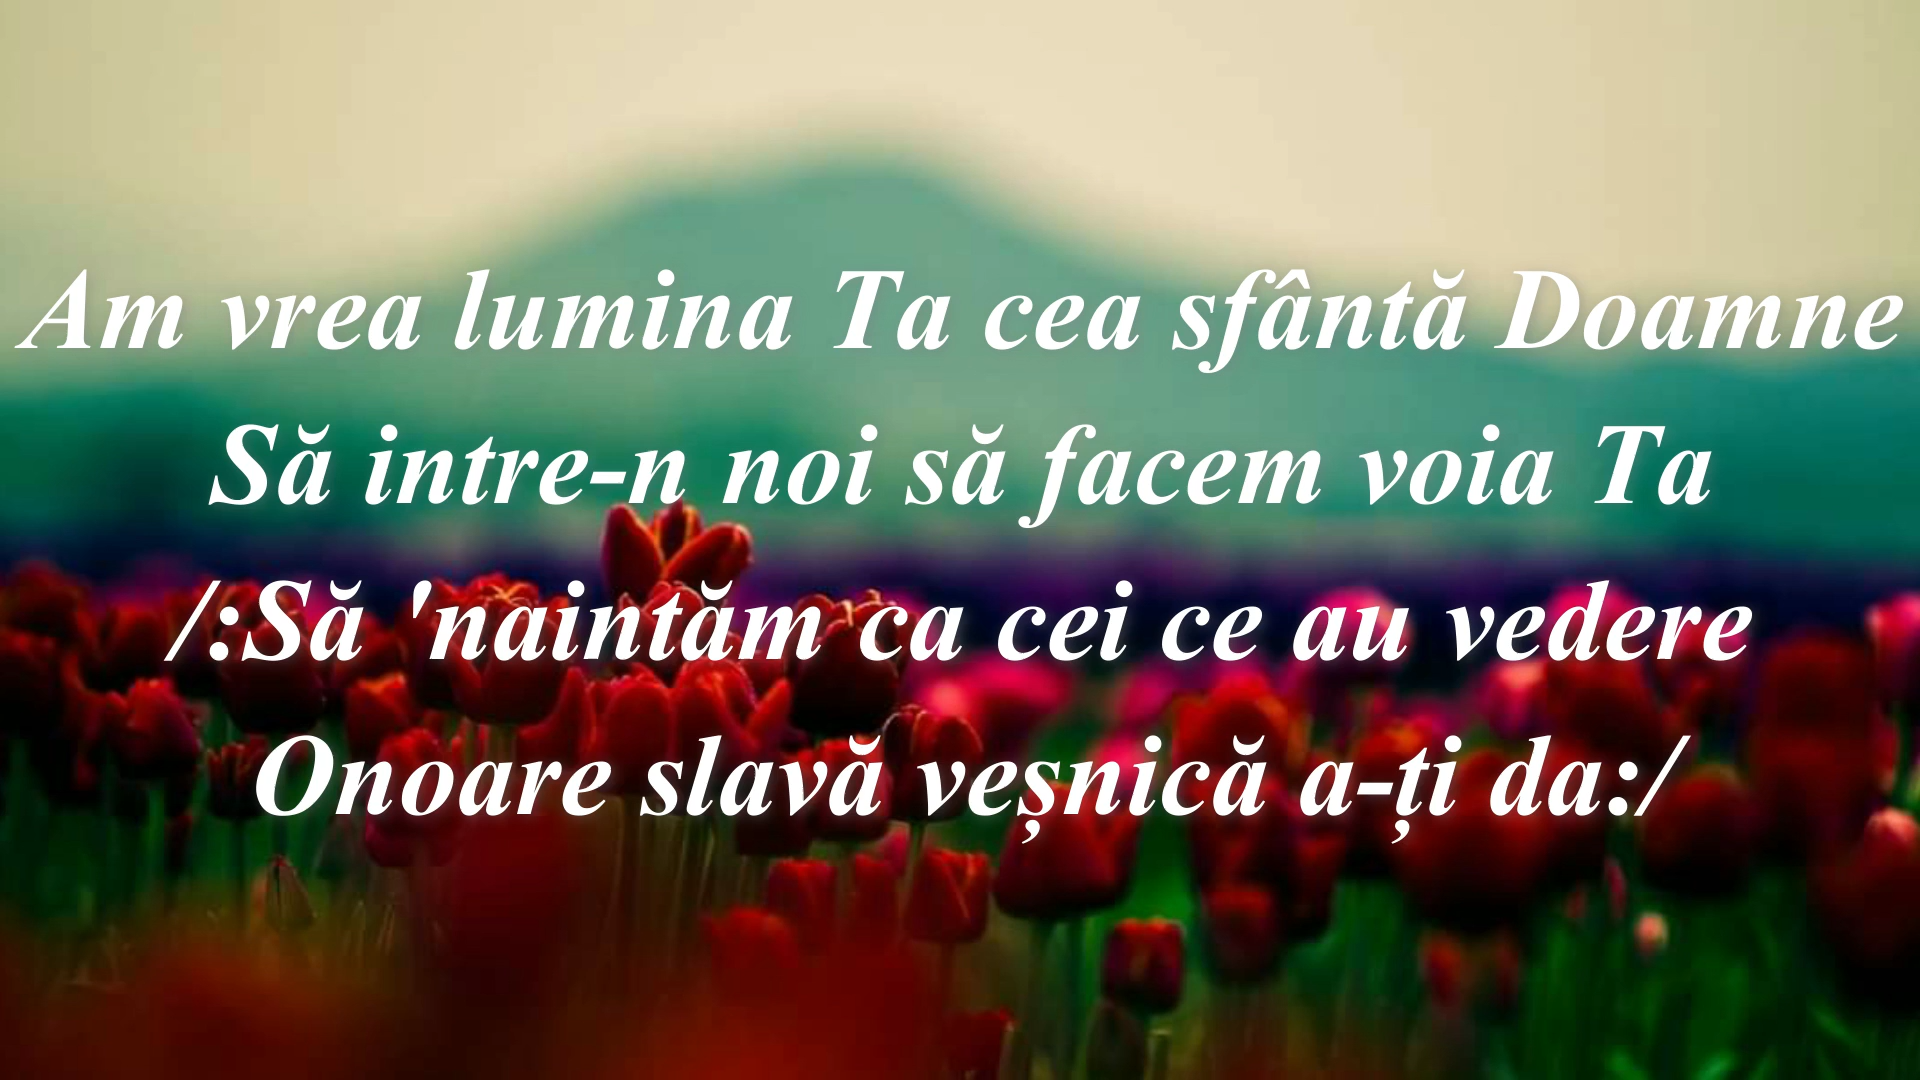 Am vrea lumina Ta cea sfântă Doamne
Să intre-n noi să facem voia Ta
/:Să 'naintăm ca cei ce au vedere
Onoare slavă veșnică a-ți da:/